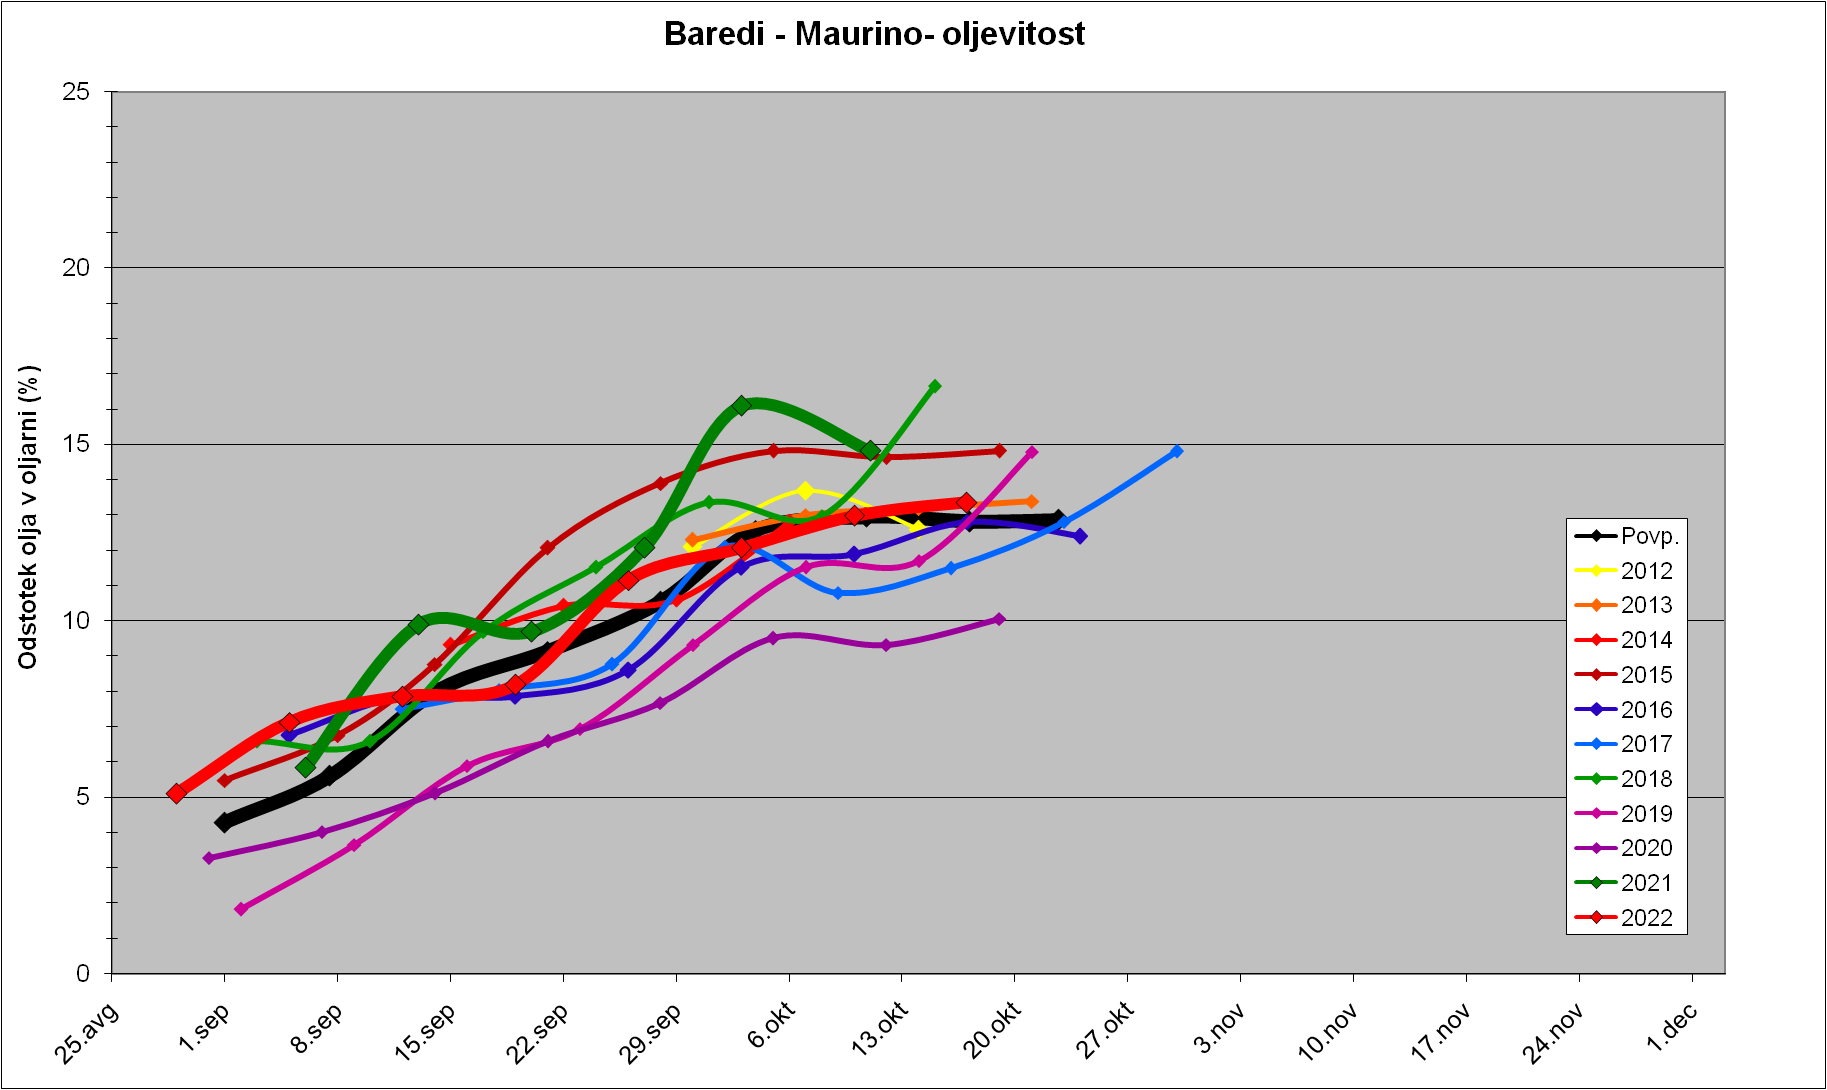 Baredi - Maurino- oljevitost
Odstotek olja v oljarni (%)
25
20
15
10
5
0
25.avg
1.sep
8.sep
15.sep
22.sep
29.sep
6.okt
13.okt
20.okt
27.okt
3.nov
10.nov
17.nov
24.nov
1.dec
Povp.
2012
2013
2014
2015
2016
2017
2018
2019
2020
2021
2022